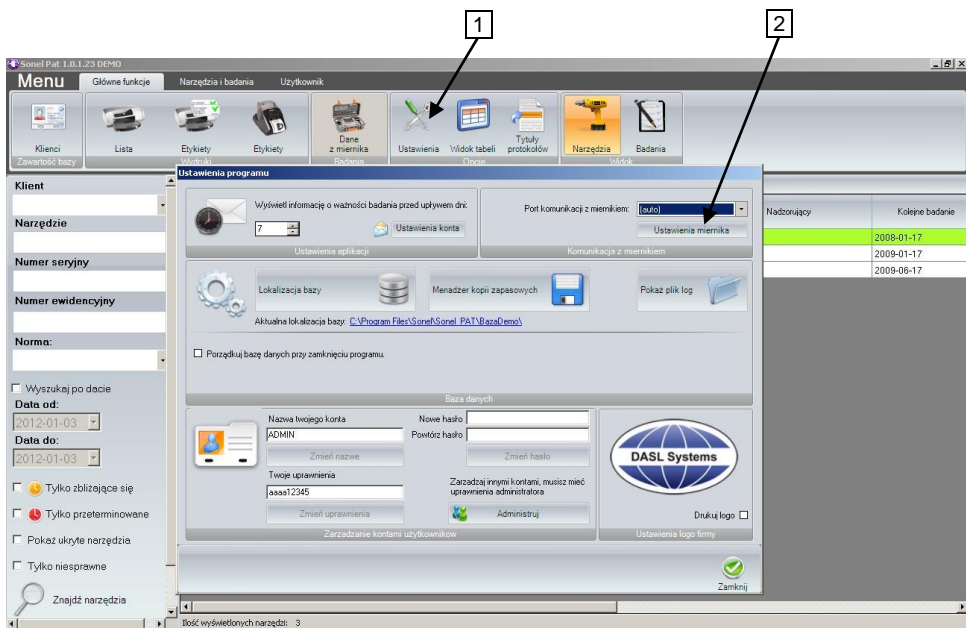 1
2
Sonel Pat 1.0.1.23 DEMO
Menu
Główne funkcje
Narzędzia i badania
Użytkownik
Klienci
Lista
Etykiety
Etykiety
Dane
z miernika
Ustawienia
Widok tabeli
Tytuły
protokołów
Narzędzia
Badania
Zawartość bazy
Wydruki
Badania
Opcje
Widok
Klient
Narzędzie
Numer seryjny
Numer ewidencyjny
Norma:
Wyszukaj po dacie
Data od:
2012-01-03
Data do:
2012-01-03
Tylko zbliżające się
Tylko przeterminowane
Pokaż ukryte narzędzia
Tylko niesprawne
Znajdź narzędzia
Ustawienia programu
Wyświetl informację o ważności badania przed upływem dni:
7
Ustawienia konta
Ustawienia aplikacji
Port komunikacji z miernikiem:
(auto)
Ustawienia miernika
Komunikacja z miernikiem
Lokalizacja bazy
Menadżer kopii zapasowych
Pokaż plik log
Aktualna lokalizacja bazy: C:\Program Files\Sonel\Sonel_PAT\BazaDemo\
Porządkuj bazę danych przy zamknięciu programu.
Baza danych
Nazwa twojego konta
ADMIN
Zmień nazwe
Twoje uprawnienia
aaaa12345
Zmień uprawnienia
Nowe hasło
Powtórz hasło
Zmień hasło
Zarzadzaj innymi kontami, musisz mieć
uprawnienia administratora
Administruj
Zarzadzanie kontami użytkowników
DASL Systems
Drukuj logo
Ustawienia logo firmy
Zamknij
Nadzorujący
Kolejne badanie
2008-01-17
2009-01-17
2009-06-17
Ilość wyświetlonych narzędzi: 3